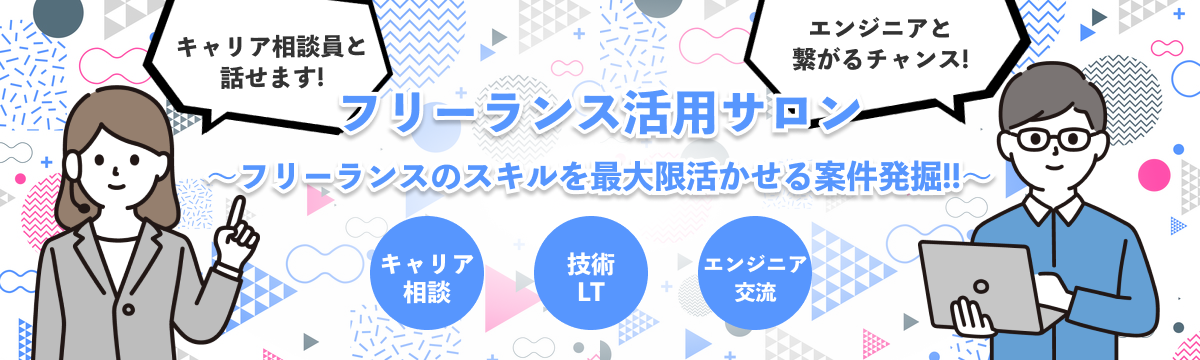 キャリア相談員と
話せます!
エンジニアと
繋がるチャンス!
フリーランス活用サロン
～フリーランスのスキルを最大限活かせる案件発掘!!～
キャリア
相談
技術
LT
エンジニア
交流